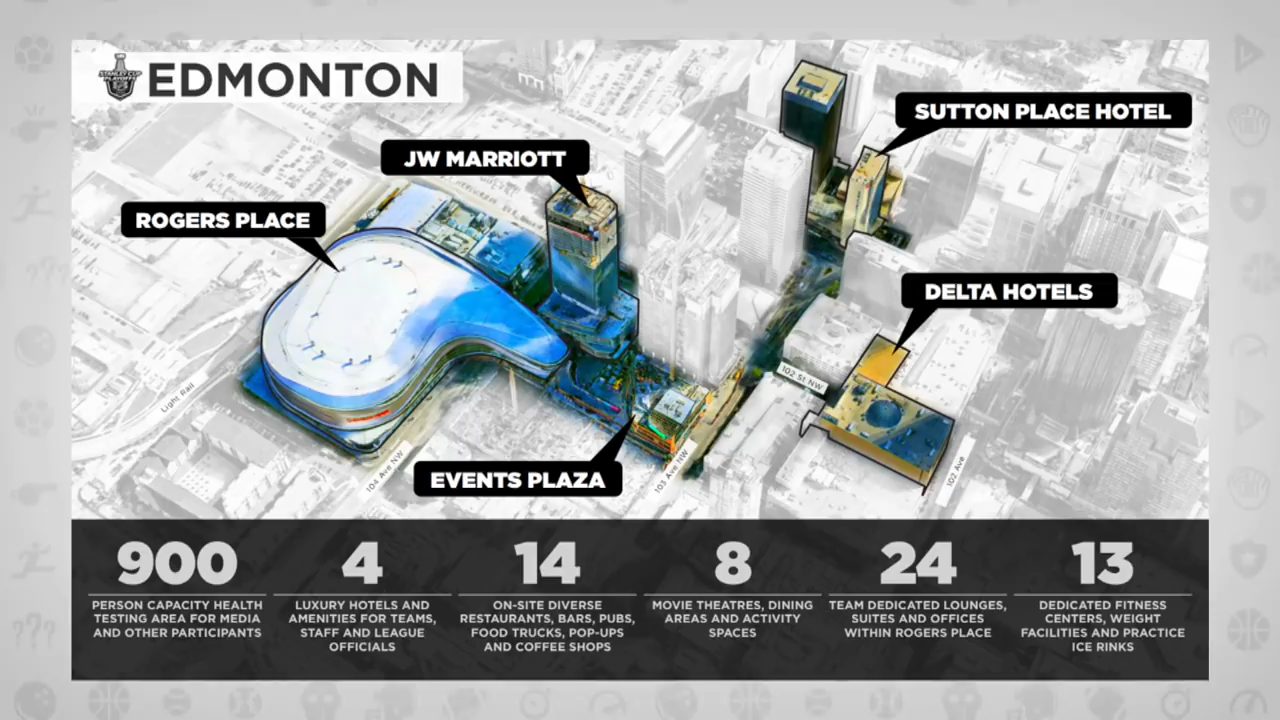 STANLEY CUP
PLAYOFFS
EDMONTON
SUTTON PLACE HOTEL
JW MARRIOTT
ROGERS PLACE
DELTA HOTELS
102 St NW
Light Rail
EVENTS PLAZA
104 Ave NW
103 Ave NW
102 Ave
900
PERSON CAPACITY HEALTH
TESTING AREA FOR MEDIA
AND OTHER PARTICIPANTS
4
LUXURY HOTELS AND
AMENITIES FOR TEAMS,
STAFF AND LEAGUE
OFFICIALS
14
ON-SITE DIVERSE
RESTAURANTS, BARS, PUBS,
FOOD TRUCKS, POP-UPS
AND COFFEE SHOPS
8
MOVIE THEATRES, DINING
AREAS AND ACTIVITY
SPACES
24
TEAM DEDICATED LOUNGES,
SUITES AND OFFICES
WITHIN ROGERS PLACE
13
DEDICATED FITNESS
CENTERS, WEIGHT
FACILITIES AND PRACTICE
ICE RINKS